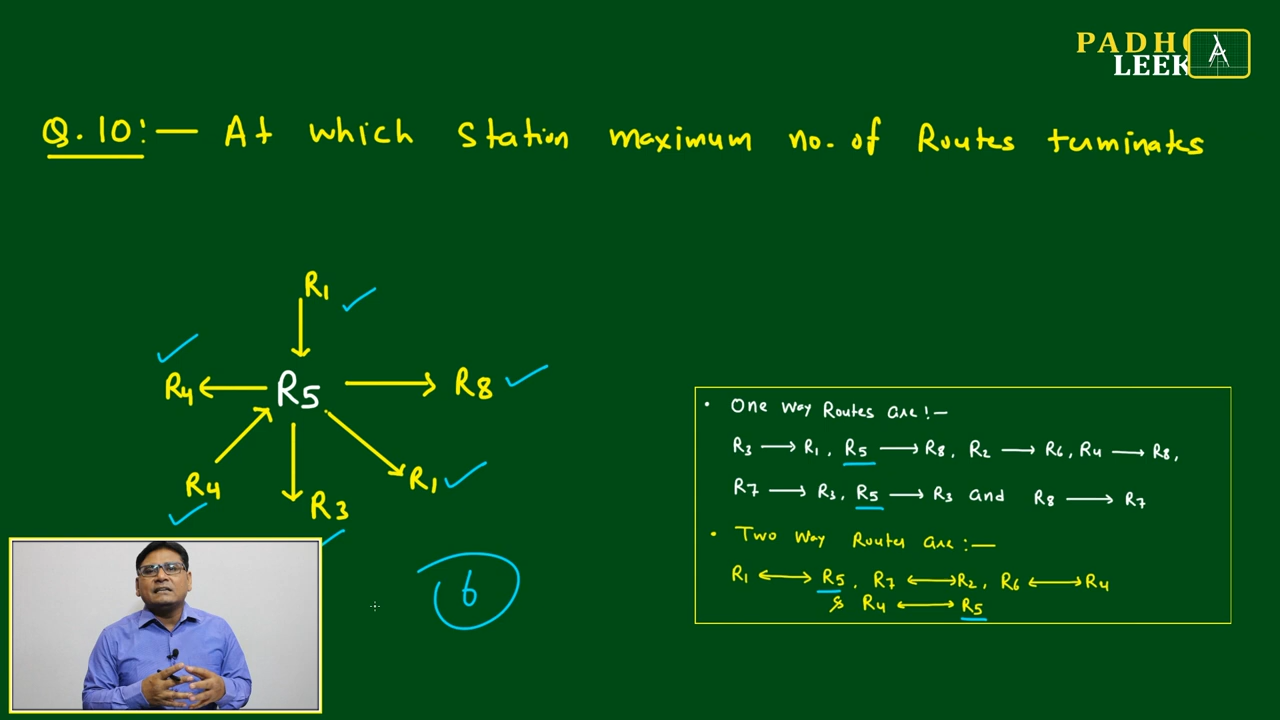 PADHO
LEEK
Q.10:— At which Station maximum no. of Routes terminates
R1
R4 ← R5 → R8
R4
R1
R3
6
• One Way Routes are!—
R3 → R1, R5 → R8, R2 → R6, R4 → R8,
R7 → R3, R5 → R3 and R8 → R7
• Two Way Routes are:—
R1 ↔ R5, R7 ↔ R2, R6 ↔ R4
& R4 ↔ R5